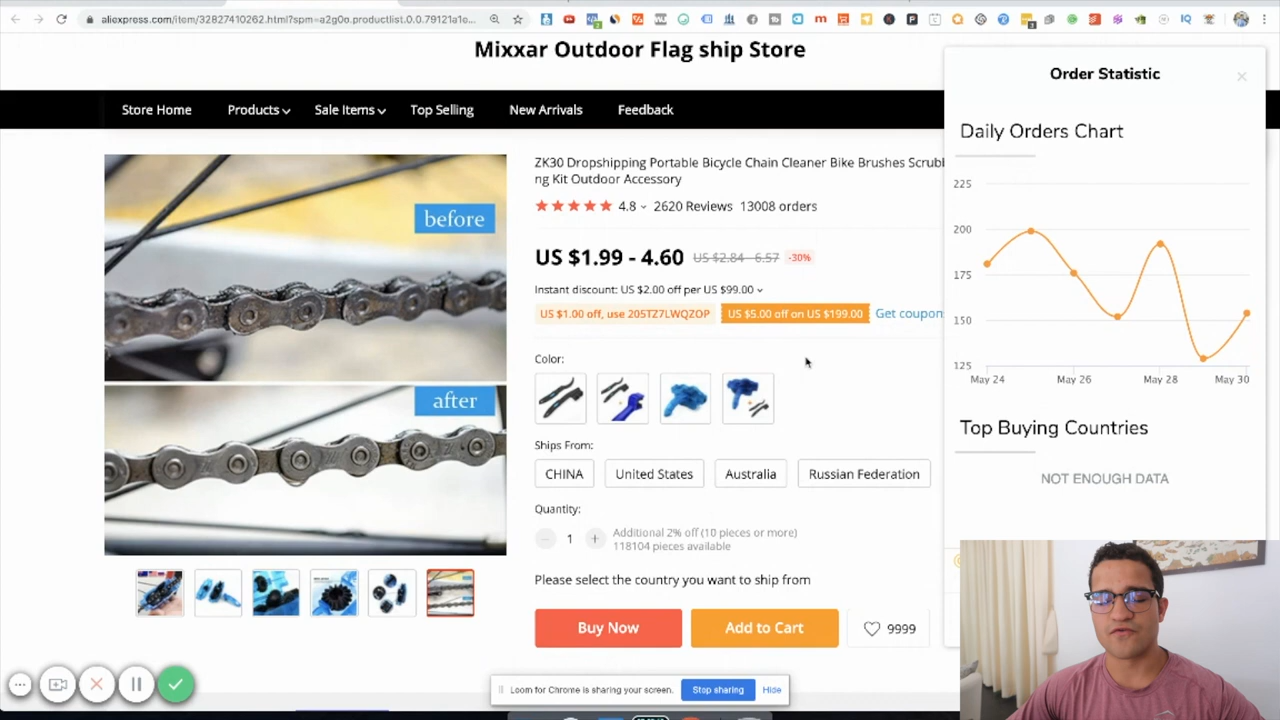 aliexpress.com/item/32827410262.html?spm=a2g0o.productlist.0.0.79121a1e...
Mixxar Outdoor Flag ship Store
Store Home
Products
Sale Items
Top Selling
New Arrivals
Feedback
before
after
ZK30 Dropshipping Portable Bicycle Chain Cleaner Bike Brushes Scrubb
ng Kit Outdoor Accessory
4.8
2620 Reviews
13008 orders
US $1.99 - 4.60
US $2.84 - 6.57
-30%
Instant discount: US $2.00 off per US $99.00
US $1.00 off, use 205TZ7LWQZOP
US $5.00 off on US $199.00
Get coupon
Color:
Ships From:
CHINA
United States
Australia
Russian Federation
Quantity:
1
Additional 2% off (10 pieces or more)
118104 pieces available
Please select the country you want to ship from
Buy Now
Add to Cart
9999
Order Statistic
Daily Orders Chart
225
200
175
150
125
May 24
May 26
May 28
May 30
Top Buying Countries
NOT ENOUGH DATA
Loom for Chrome is sharing your screen.
Stop sharing
Hide